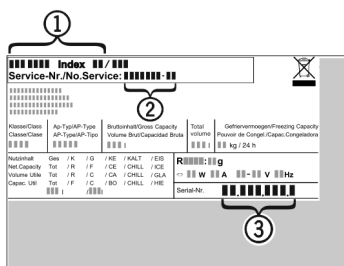 1
Index /
Service-Nr./No.Service: -
2
Klasse/Class Ap-Typ/AP-Type Bruttoinhalt/Gross Capacity Total Gefriervermoegen/Freezing Capacity
Classe/Clase AP-Type/AP-Tipo Volume Brut/Capacidad Bruta volume Pouvoir de Congel./Capac.Congeladora
l l kg / 24 h
Nutzinhalt Ges / K / G / KE / KALT / EIS
Net.Capacity Tot / R / F / CE / CHILL / ICE
Volume Utile Tot / R / C / CA / CHILL / GLA
Capac. Util Tot / F / C / BO / CHILL / HIE
l / l
R : g
W A - V Hz
Serial-Nr. , , ,
3